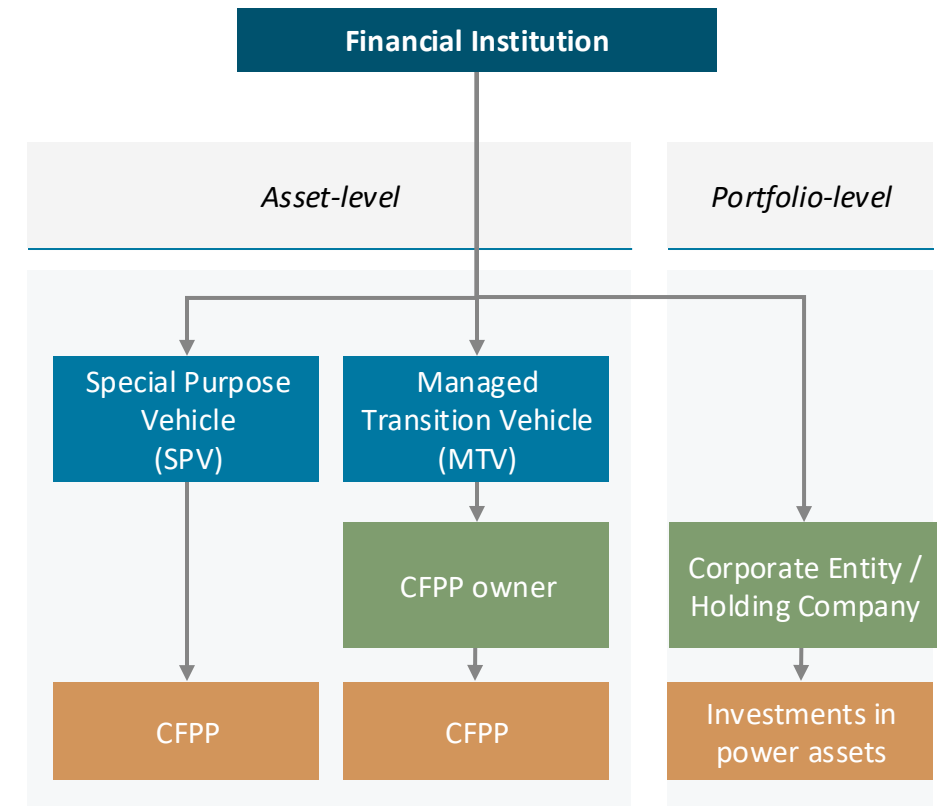 Financial Institution
Asset-level
Portfolio-level
Special Purpose
Vehicle
(SPV)
Managed
Transition Vehicle
(MTV)
CFPP owner
Corporate Entity /
Holding Company
CFPP
CFPP
Investments in
power assets